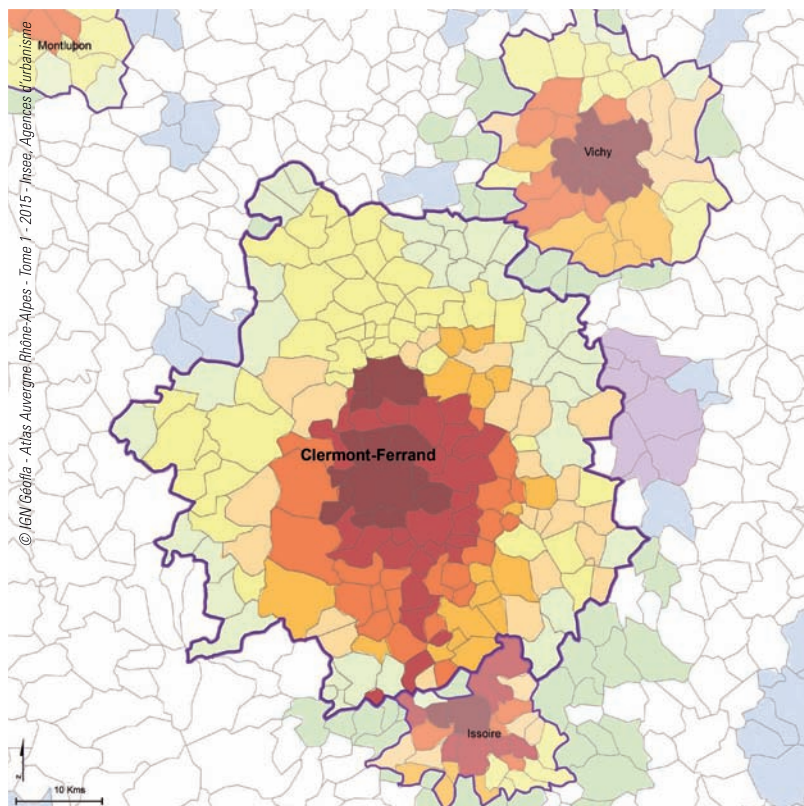 Montluçon
© IGN Géofla - Atlas Auvergne Rhône-Alpes - Tome 1 - 2015 - Insee, Agences d'urbanisme
Vichy
Clermont-Ferrand
Issoire
N
10 Kms